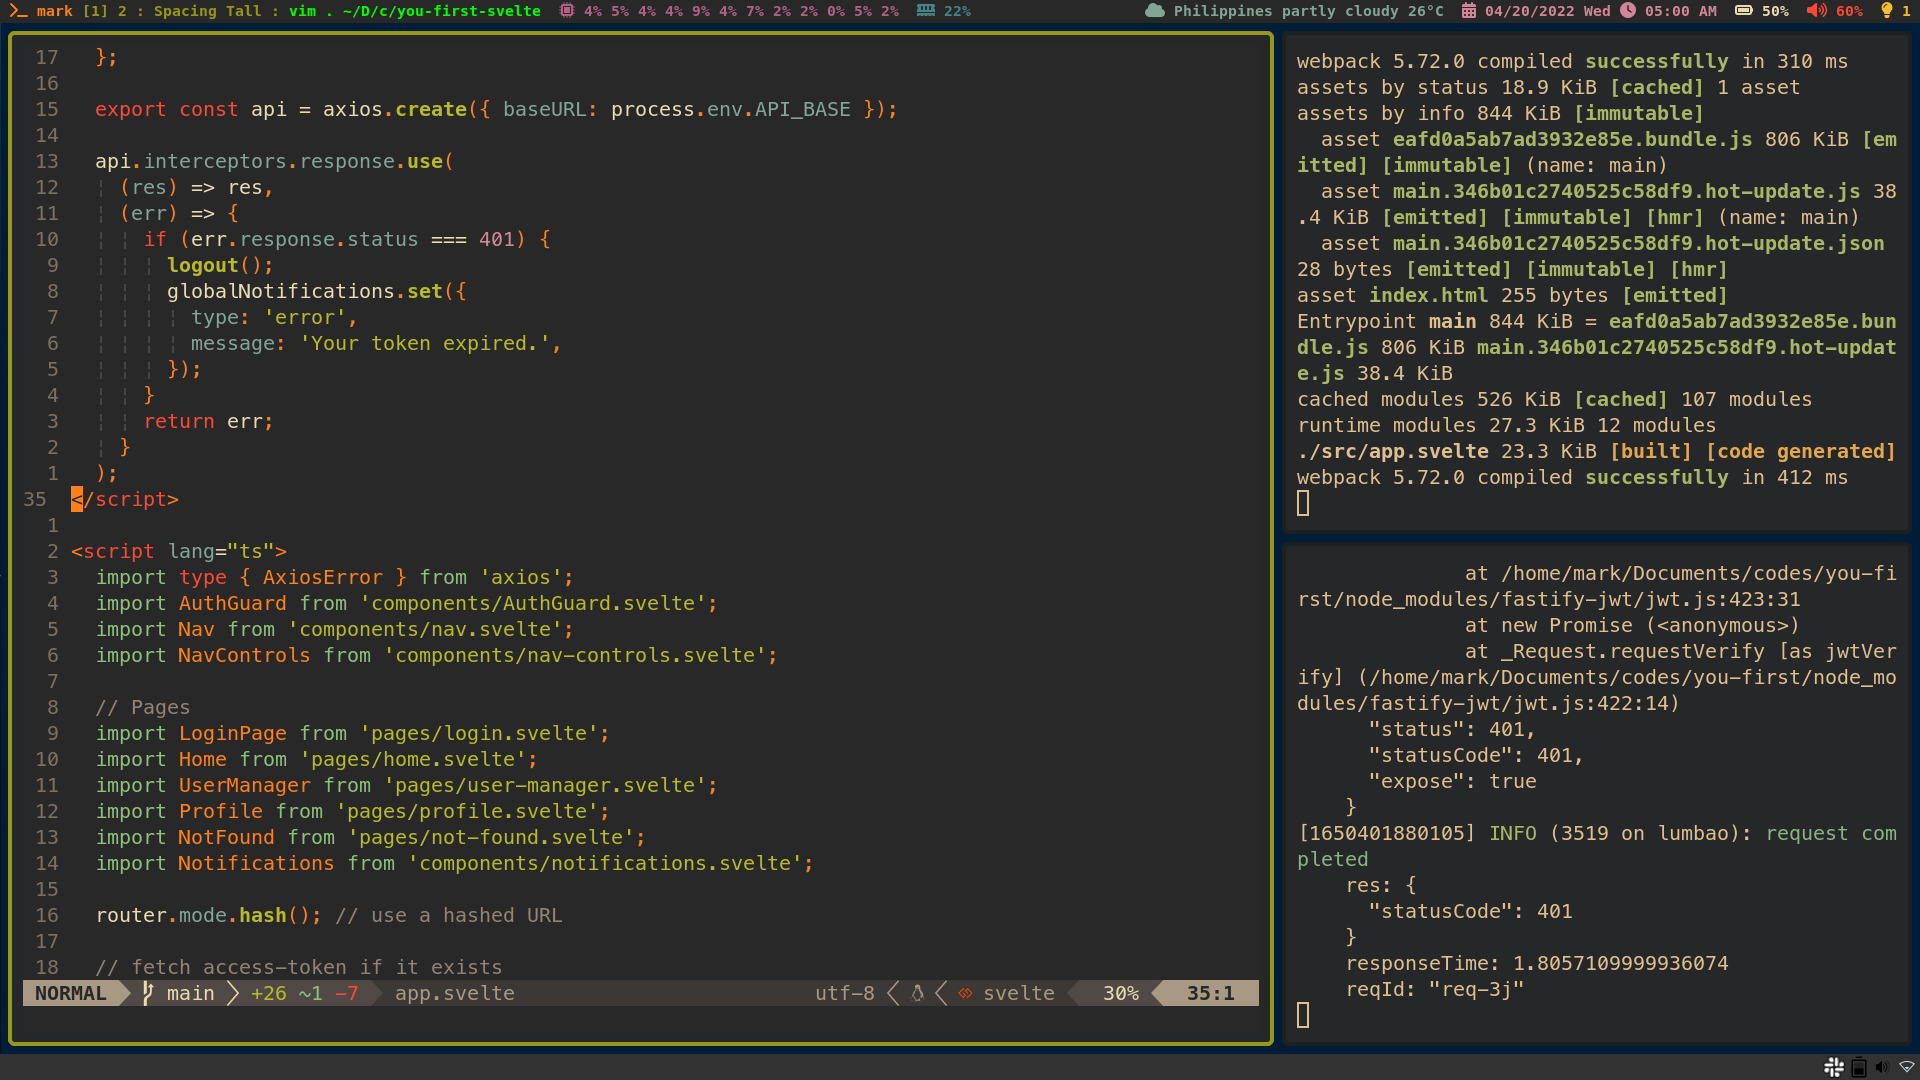 mark [1] 2 : Spacing Tall : vim . ~/D/c/you-first-svelte 4% 5% 4% 4% 9% 4% 7% 2% 2% 0% 5% 2% 22% Philippines partly cloudy 26°C 04/20/2022 Wed 05:00 AM 50% 60% 1
17 };
16
15 export const api = axios.create({ baseURL: process.env.API_BASE });
14
13 api.interceptors.response.use(
12 (res) => res,
11 (err) => {
10 if (err.response.status === 401) {
9 logout();
8 globalNotifications.set({
7 type: 'error',
6 message: 'Your token expired.',
5 });
4 }
3 return err;
2 }
1 );
35 </script>
1
2 <script lang="ts">
3 import type { AxiosError } from 'axios';
4 import AuthGuard from 'components/AuthGuard.svelte';
5 import Nav from 'components/nav.svelte';
6 import NavControls from 'components/nav-controls.svelte';
7
8 // Pages
9 import LoginPage from 'pages/login.svelte';
10 import Home from 'pages/home.svelte';
11 import UserManager from 'pages/user-manager.svelte';
12 import Profile from 'pages/profile.svelte';
13 import NotFound from 'pages/not-found.svelte';
14 import Notifications from 'components/notifications.svelte';
15
16 router.mode.hash(); // use a hashed URL
17
18 // fetch access-token if it exists
NORMAL main +26 ~1 -7 app.svelte utf-8 svelte 30% 35:1
webpack 5.72.0 compiled successfully in 310 ms
assets by status 18.9 KiB [cached] 1 asset
assets by info 844 KiB [immutable]
asset eafd0a5ab7ad3932e85e.bundle.js 806 KiB [em
itted] [immutable] (name: main)
asset main.346b01c2740525c58df9.hot-update.js 38
.4 KiB [emitted] [immutable] [hmr] (name: main)
asset main.346b01c2740525c58df9.hot-update.json
28 bytes [emitted] [immutable] [hmr]
asset index.html 255 bytes [emitted]
Entrypoint main 844 KiB = eafd0a5ab7ad3932e85e.bun
dle.js 806 KiB main.346b01c2740525c58df9.hot-updat
e.js 38.4 KiB
cached modules 526 KiB [cached] 107 modules
runtime modules 27.3 KiB 12 modules
./src/app.svelte 23.3 KiB [built] [code generated]
webpack 5.72.0 compiled successfully in 412 ms
at /home/mark/Documents/codes/you-fi
rst/node_modules/fastify-jwt/jwt.js:423:31
at new Promise (<anonymous>)
at _Request.requestVerify [as jwtVer
ify] (/home/mark/Documents/codes/you-first/node_mo
dules/fastify-jwt/jwt.js:422:14)
"status": 401,
"statusCode": 401,
"expose": true
}
[1650401880105] INFO (3519 on lumbao): request com
pleted
res: {
"statusCode": 401
}
responseTime: 1.8057109999936074
reqId: "req-3j"